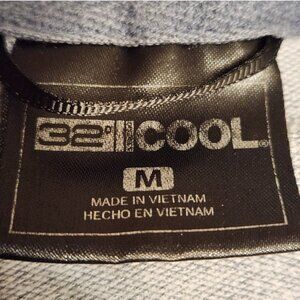 32° COOL®
M
MADE IN VIETNAM
HECHO EN VIETNAM